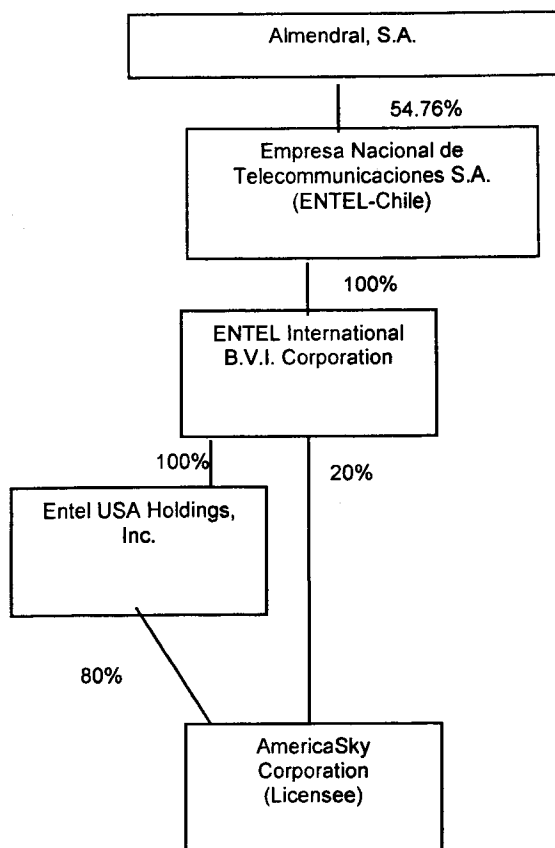 Almendral, S.A.
54.76%
Empresa Nacional de
Telecommunicaciones S.A.
(ENTEL-Chile)
100%
ENTEL International
B.V.I. Corporation
100%
20%
Entel USA Holdings,
Inc.
80%
AmericaSky
Corporation
(Licensee)